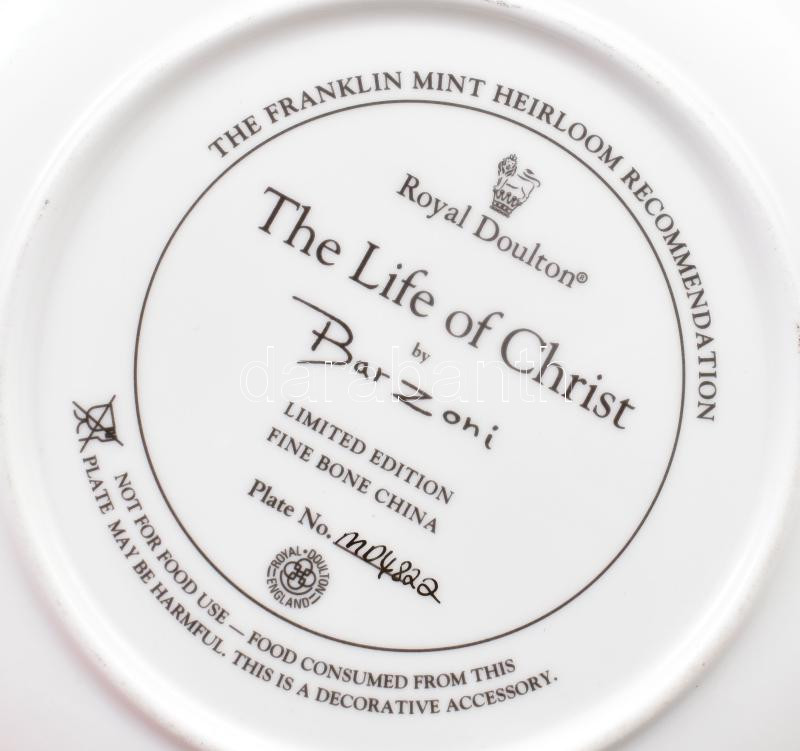 THE FRANKLIN MINT HEIRLOOM RECOMMENDATION
Royal Doulton®
The Life of Christ
by
Barzoni
LIMITED EDITION
FINE BONE CHINA
Plate No. MD4822
ROYAL • DOULTON
ENGLAND
NOT FOR FOOD USE — FOOD CONSUMED FROM THIS
PLATE MAY BE HARMFUL. THIS IS A DECORATIVE ACCESSORY.
darabanth